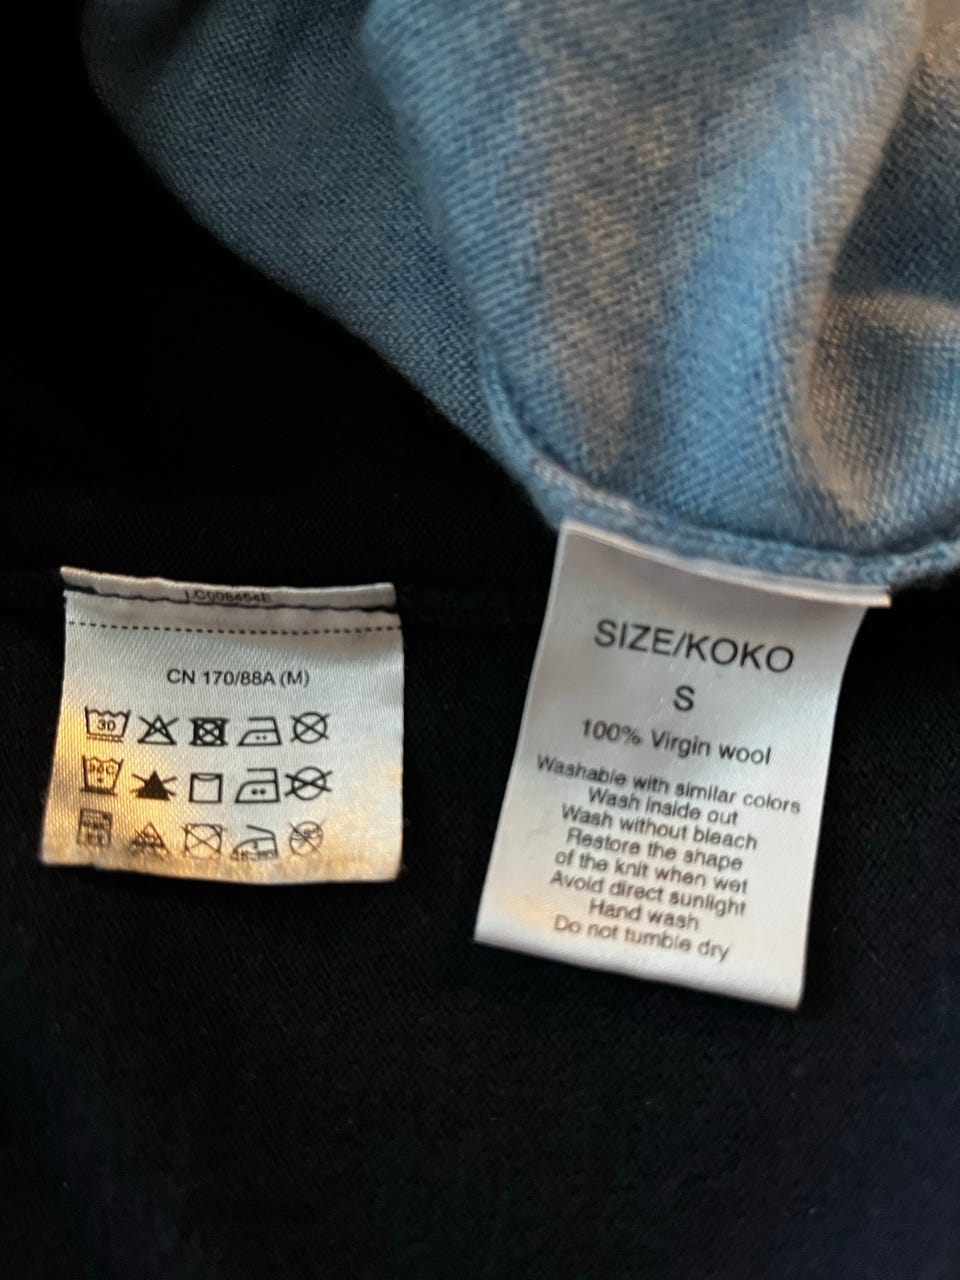 CN 170/88A (M)
30
SIZE/KOKO
S
100% Virgin wool
Washable with similar colors
Wash inside out
Wash without bleach
Restore the shape
of the knit when wet
Avoid direct sunlight
Hand wash
Do not tumble dry